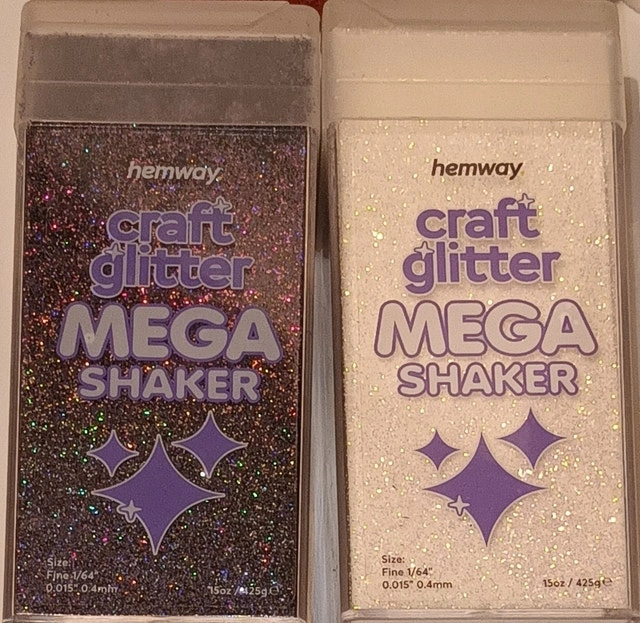 hemway
craft
glitter
MEGA
SHAKER
Size:
Fine 1/64"
0.015" 0.4mm
15oz / 425g℮
hemway
craft
glitter
MEGA
SHAKER
Size:
Fine 1/64"
0.015" 0.4mm
15oz / 425g℮